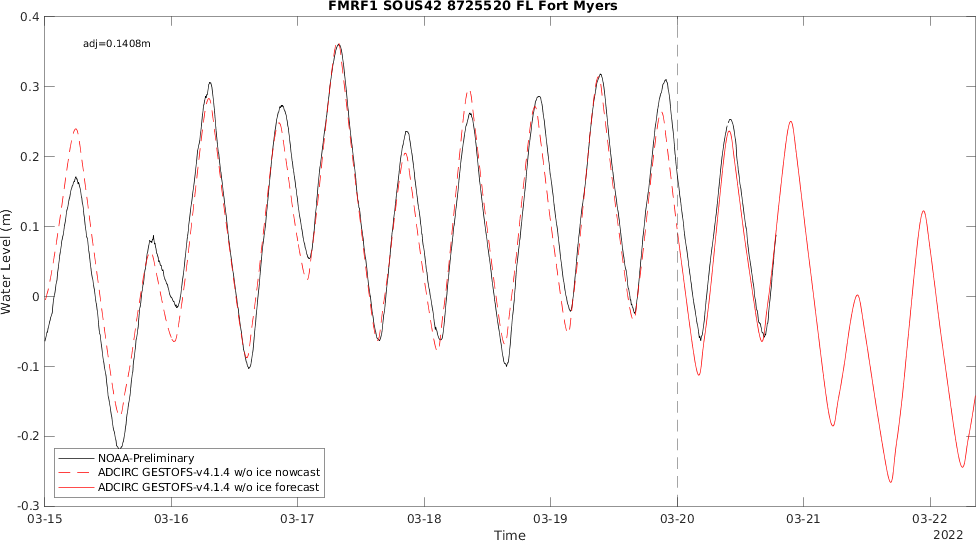 FMRF1 SOUS42 8725520 FL Fort Myers
adj=0.1408m
0.4
0.3
0.2
0.1
0
-0.1
-0.2
-0.3
Water Level (m)
NOAA-Preliminary
ADCIRC GESTOFS-v4.1.4 w/o ice nowcast
ADCIRC GESTOFS-v4.1.4 w/o ice forecast
03-15 03-16 03-17 03-18 03-19 03-20 03-21 03-22
Time
2022